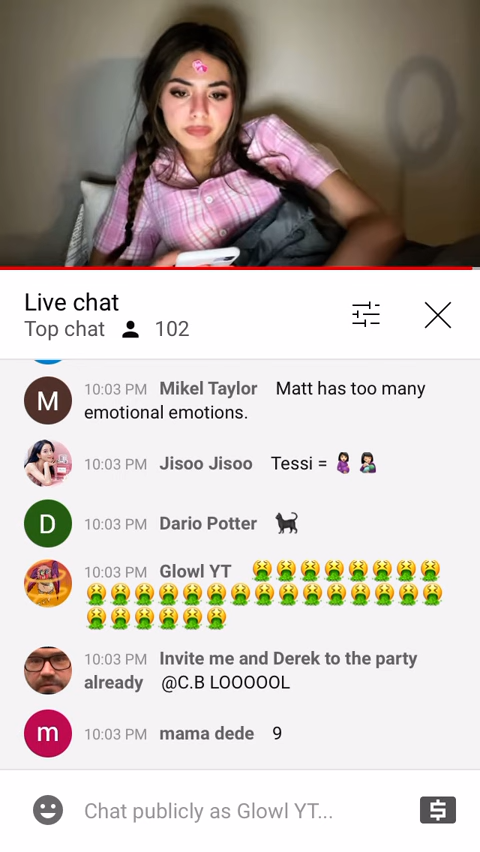 Live chat
Top chat 102
M 10:03 PM Mikel Taylor Matt has too many
emotional emotions.
10:03 PM Jisoo Jisoo Tessi = 🤰🏻 👩🏻‍🍼
D 10:03 PM Dario Potter 🐈‍⬛
10:03 PM Glowl YT 🤮🤮🤮🤮🤮🤮🤮🤮
🤮🤮🤮🤮🤮🤮🤮🤮🤮🤮🤮🤮🤮🤮🤮
🤮🤮🤮🤮🤮🤮
10:03 PM Invite me and Derek to the party
already @C.B LOOOOOL
m 10:03 PM mama dede 9
Chat publicly as Glowl YT... $